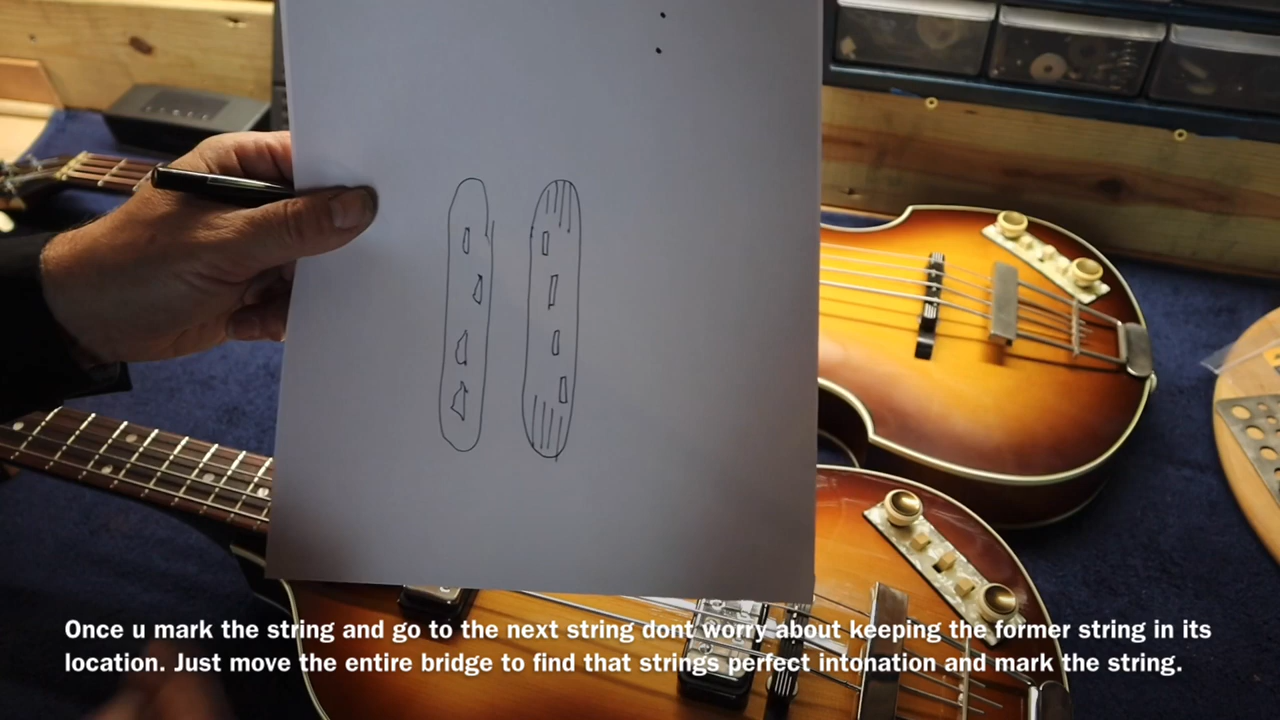 Once u mark the string and go to the next string dont worry about keeping the former string in its
location. Just move the entire bridge to find that strings perfect intonation and mark the string.